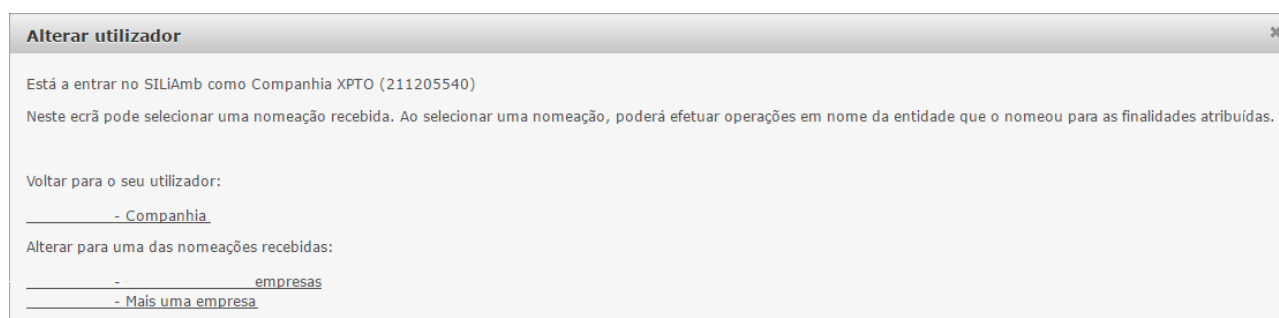 Alterar utilizador
Está a entrar no SILiAmb como Companhia XPTO (211205540)
Neste ecrã pode selecionar uma nomeação recebida. Ao selecionar uma nomeação, poderá efetuar operações em nome da entidade que o nomeou para as finalidades atribuídas.
Voltar para o seu utilizador:
- Companhia
Alterar para uma das nomeações recebidas:
- empresas
- Mais uma empresa